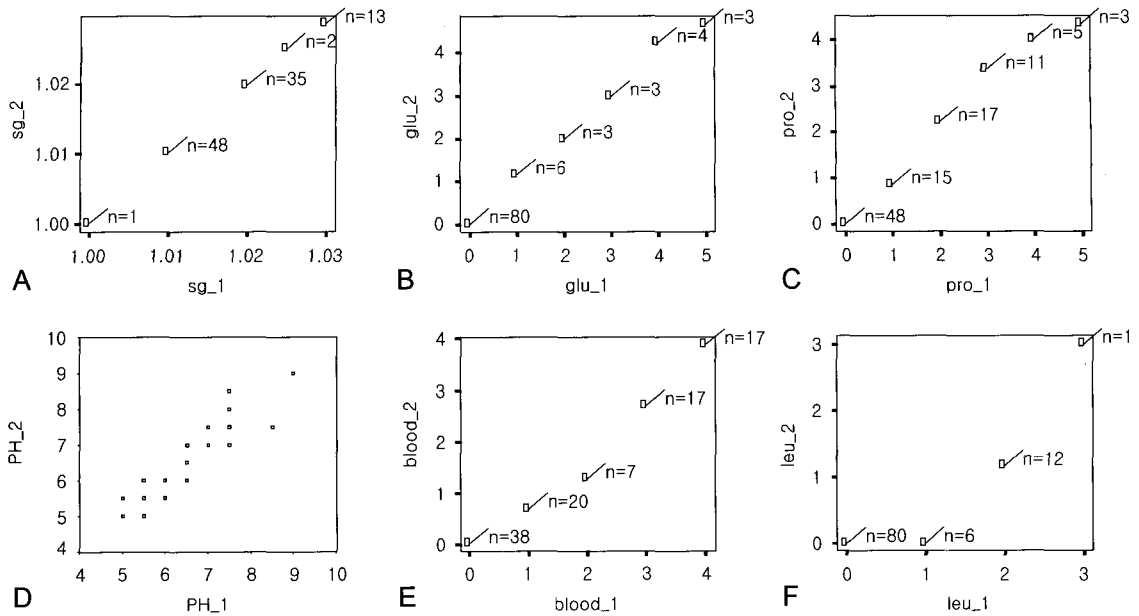 n=13
n=2
n=35
n=48
n=1
1.02
1.01
1.00
sg_2
1.00 1.01 1.02 1.03
sg_1
A
n=3
n=4
n=3
n=3
n=6
n=80
4
3
2
1
0
glu_2
0 1 2 3 4 5
glu_1
B
n=3
n=5
n=11
n=17
n=15
n=48
4
3
2
1
0
pro_2
0 1 2 3 4 5
pro_1
C
10
9
8
7
6
5
4
PH_2
4 5 6 7 8 9 10
PH_1
D
n=17
n=17
n=7
n=20
n=38
4
3
2
1
0
blood_2
0 1 2 3 4
blood_1
E
n=1
n=12
n=80
n=6
3
2
1
0
leu_2
0 1 2 3
leu_1
F